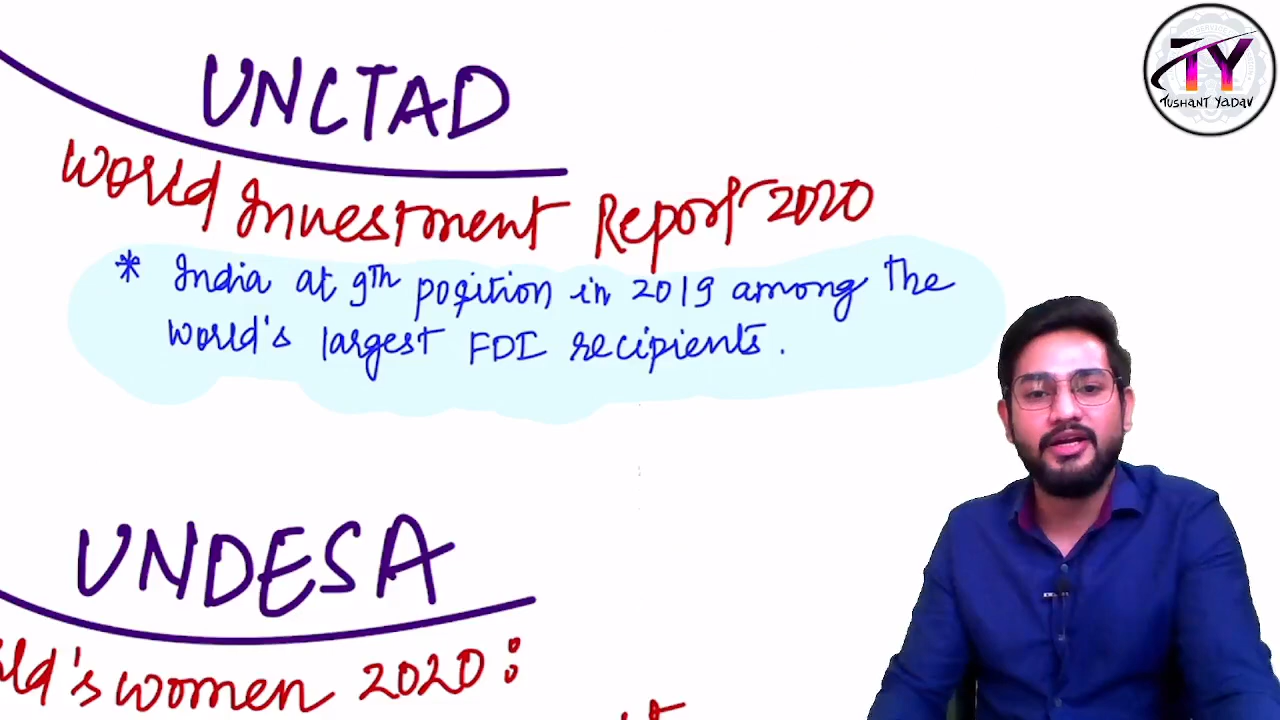 UNCTAD
World Investment Report 2020
* India at 9th position in 2019 among the
world's largest FDI recipients.
UNDESA
ld's women 2020:
TY
TUSHANT YADAV